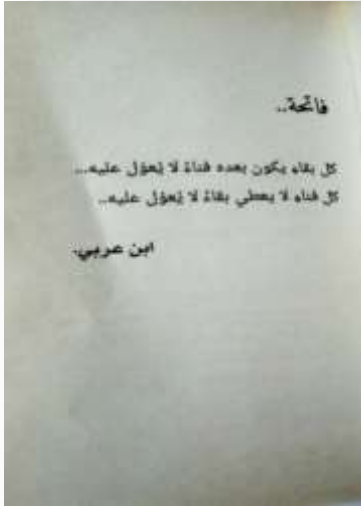 فاتحة..
كل بقاء يكون بعده فناءٌ لا يُعوّل عليه...
كل فناء لا يعطي بقاءً لا يُعوّل عليه..
ابن عربي.